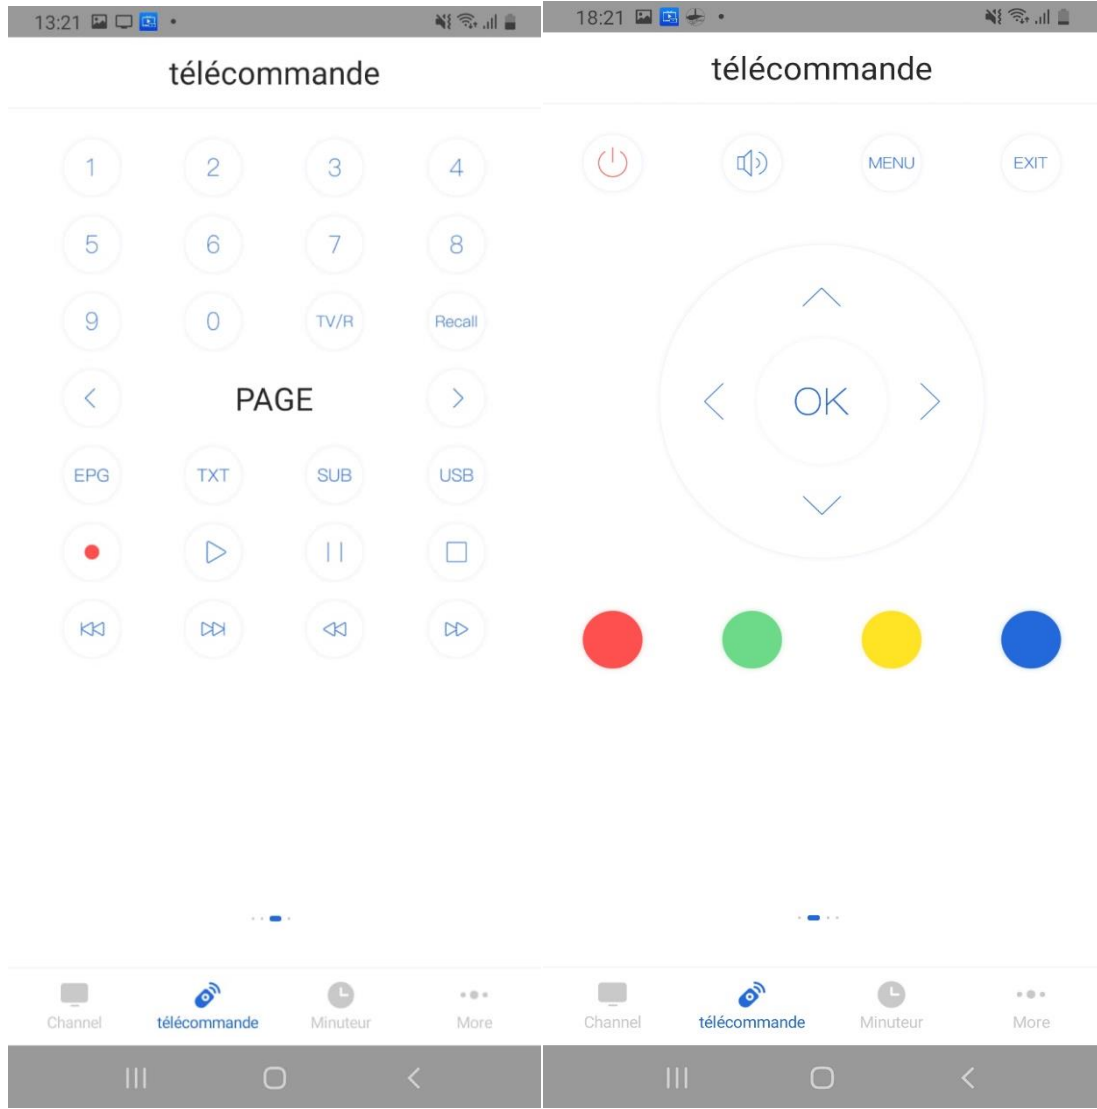 13:21
télécommande
1 2 3 4
5 6 7 8
9 0 TV/R Recall
PAGE
EPG TXT SUB USB
Channel télécommande Minuteur More
18:21
télécommande
MENU EXIT
OK
Channel télécommande Minuteur More